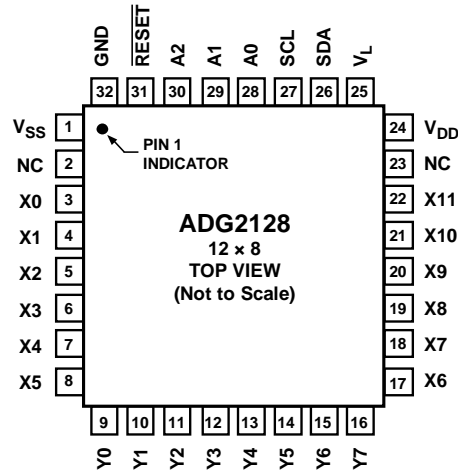 GND RESET A2 A1 A0 SCL SDA VL
32 31 30 29 28 27 26 25
VSS 1 24 VDD
PIN 1
INDICATOR
NC 2 23 NC
X0 3 22 X11
X1 4 21 X10
X2 5 20 X9
X3 6 19 X8
X4 7 18 X7
X5 8 17 X6
ADG2128
12 × 8
TOP VIEW
(Not to Scale)
9 10 11 12 13 14 15 16
Y0 Y1 Y2 Y3 Y4 Y5 Y6 Y7